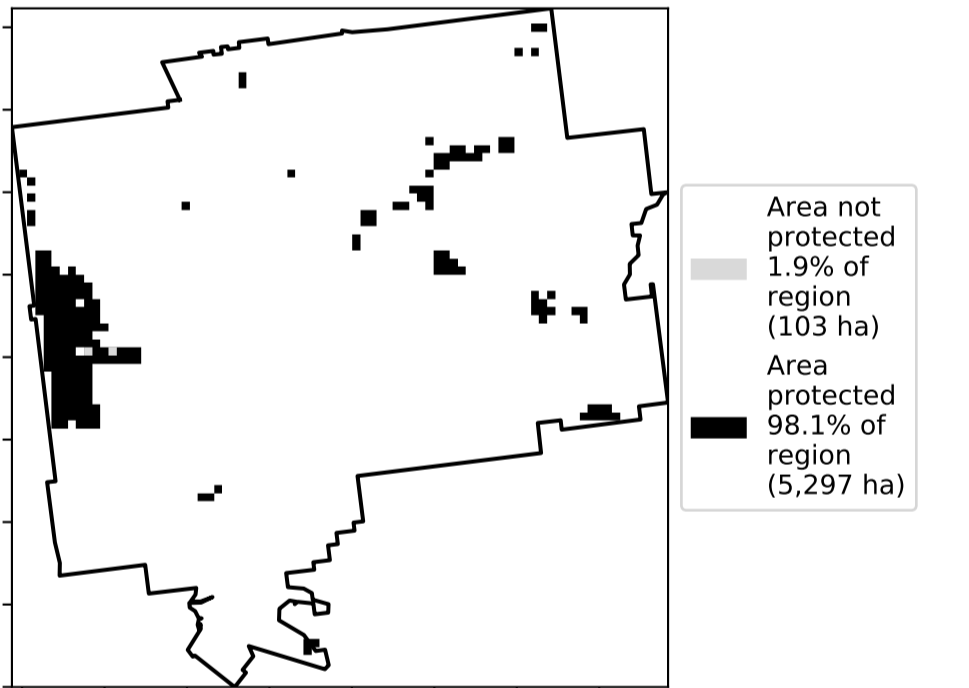 Area not
protected
1.9% of
region
(103 ha)
Area
protected
98.1% of
region
(5,297 ha)